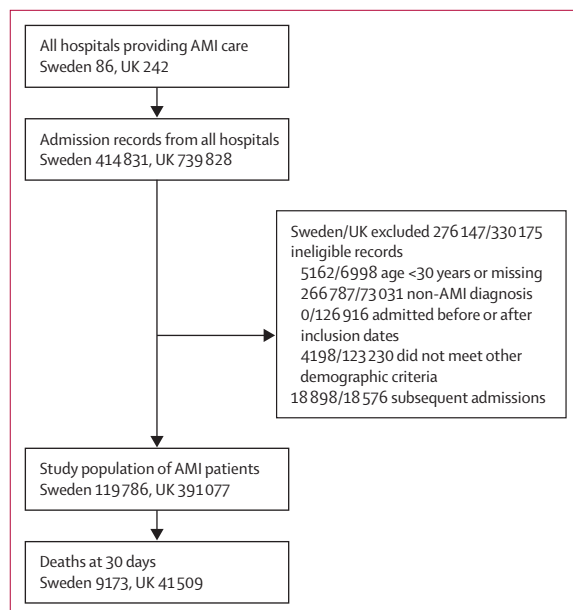 All hospitals providing AMI care
Sweden 86, UK 242
Admission records from all hospitals
Sweden 414 831, UK 739 828
Sweden/UK excluded 276 147/330 175
ineligible records
5162/6998 age <30 years or missing
266 787/73 031 non-AMI diagnosis
0/126 916 admitted before or after
inclusion dates
4198/123 230 did not meet other
demographic criteria
18 898/18 576 subsequent admissions
Study population of AMI patients
Sweden 119 786, UK 391 077
Deaths at 30 days
Sweden 9173, UK 41 509